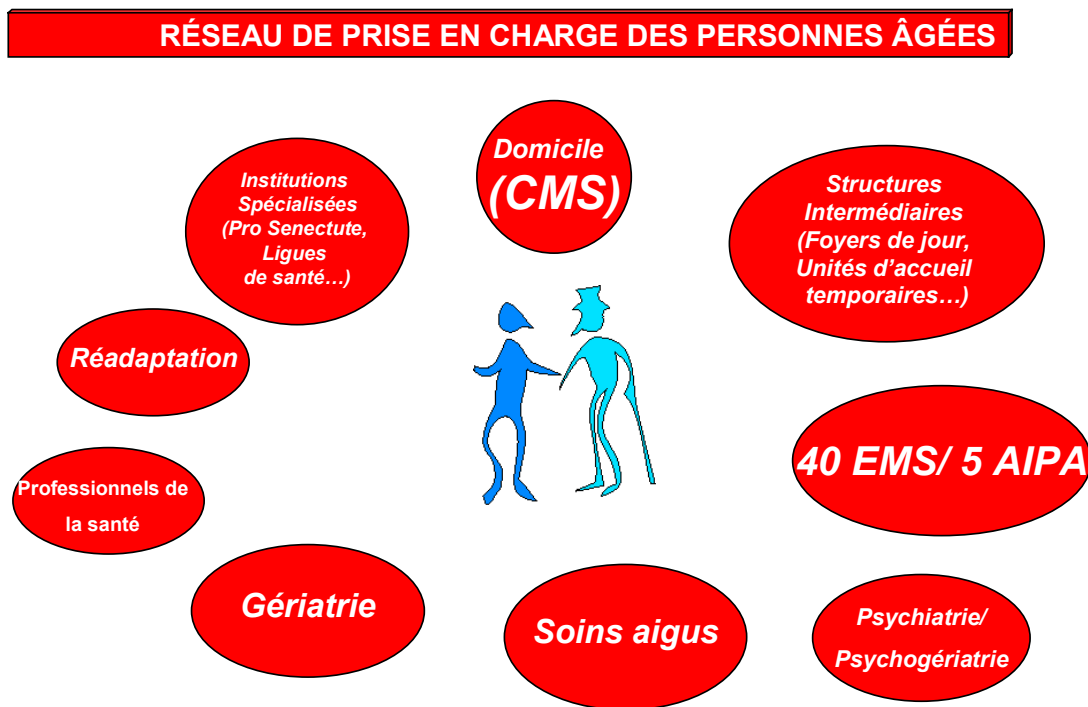 RÉSEAU DE PRISE EN CHARGE DES PERSONNES ÂGÉES
Domicile
(CMS)
Institutions
Spécialisées
(Pro Senectute,
Ligues
de santé…)
Structures
Intermédiaires
(Foyers de jour,
Unités d’accueil
temporaires…)
Réadaptation
40 EMS/ 5 AIPA
Professionnels de
la santé
Gériatrie
Soins aigus
Psychiatrie/
Psychogériatrie